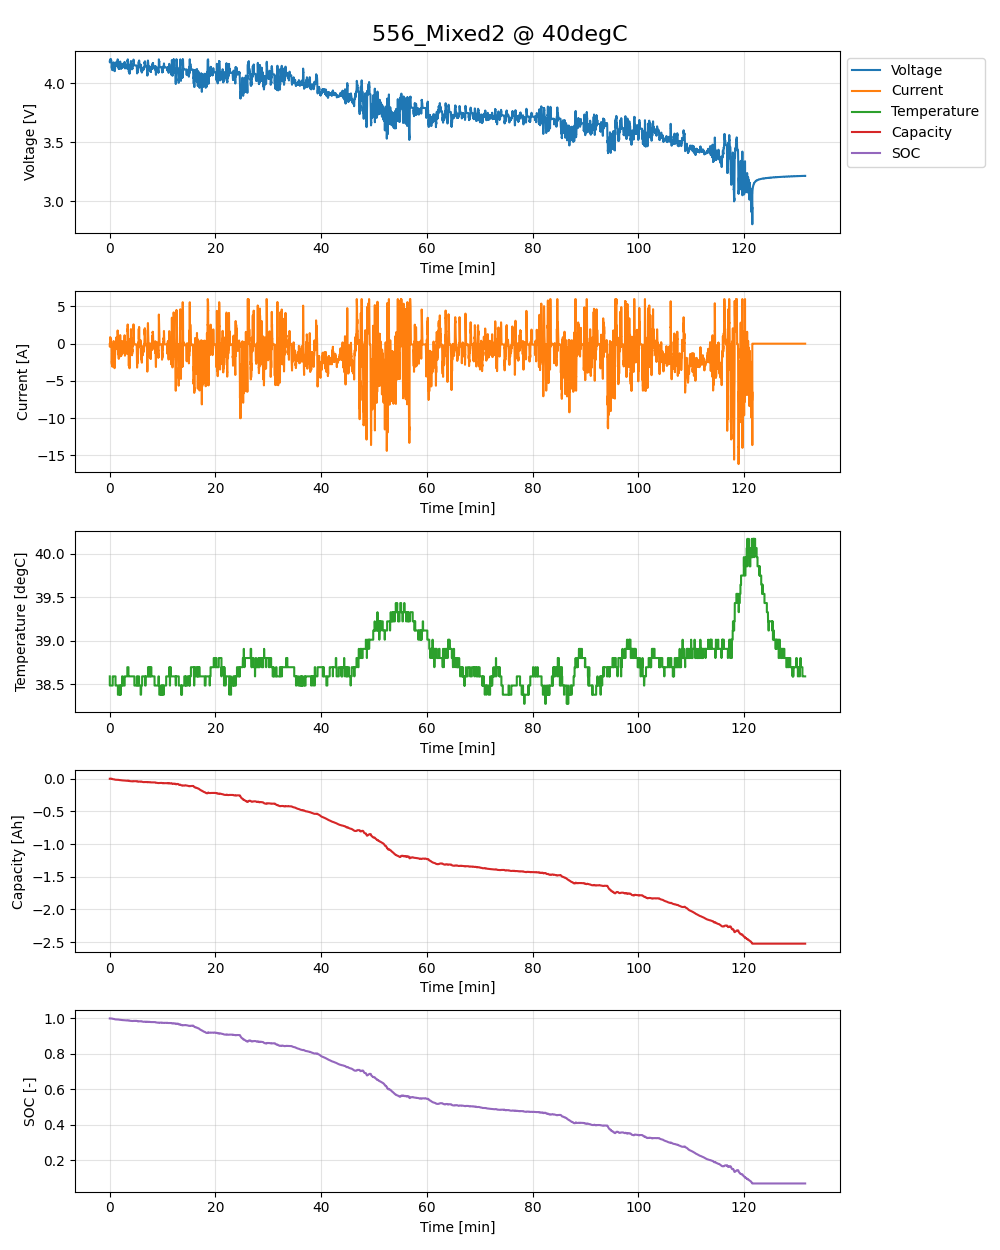 556_Mixed2 @ 40degC
Voltage
Current
Temperature
Capacity
SOC
Voltage [V]
4.0
3.5
3.0
0 20 40 60 80 100 120
Time [min]
Current [A]
5
0
−5
−10
−15
0 20 40 60 80 100 120
Time [min]
Temperature [degC]
40.0
39.5
39.0
38.5
0 20 40 60 80 100 120
Time [min]
Capacity [Ah]
0.0
−0.5
−1.0
−1.5
−2.0
−2.5
0 20 40 60 80 100 120
Time [min]
SOC [-]
1.0
0.8
0.6
0.4
0.2
0 20 40 60 80 100 120
Time [min]